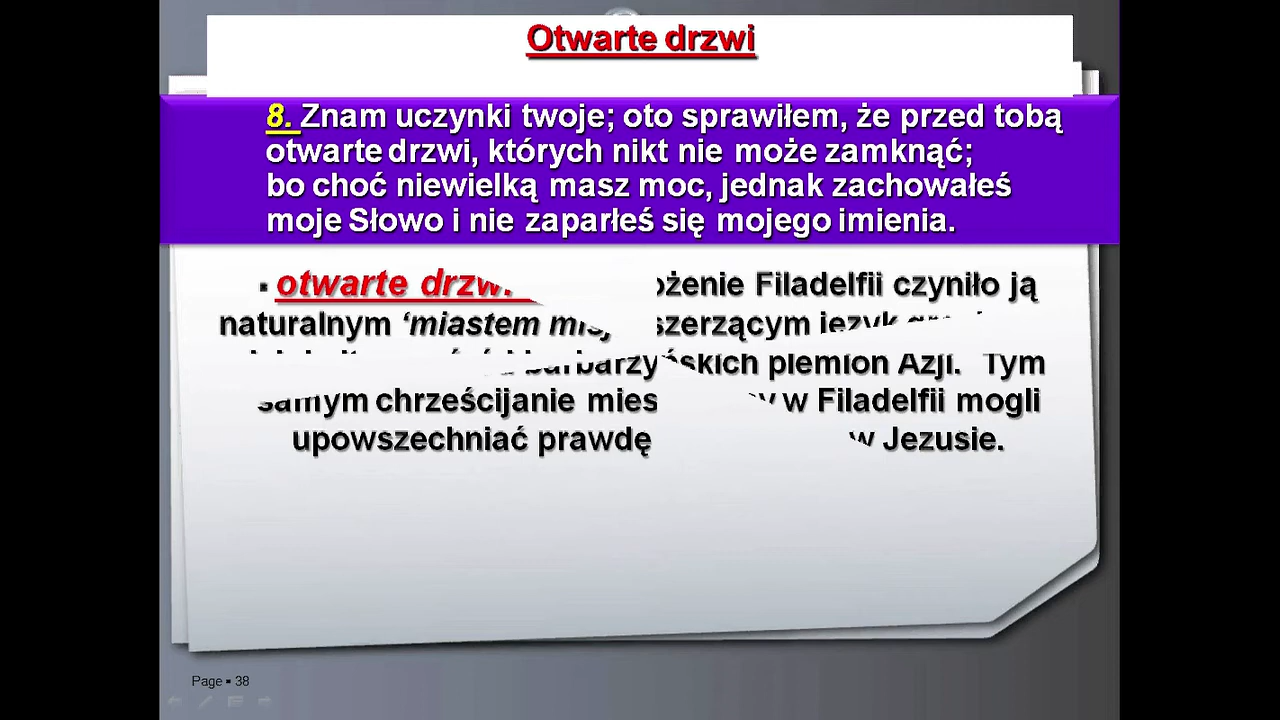 Otwarte drzwi
8. Znam uczynki twoje; oto sprawiłem, że przed tobą
otwarte drzwi, których nikt nie może zamknąć;
bo choć niewielką masz moc, jednak zachowałeś
moje Słowo i nie zaparłeś się mojego imienia.
▪ otwarte drzwi Filadelfii czyniło ją
naturalnym ‘miastem szerzącym język
plemion Azji. Tym
samym chrześcijanie w Filadelfii mogli
upowszechniać prawdę w Jezusie.
Page ▪ 38